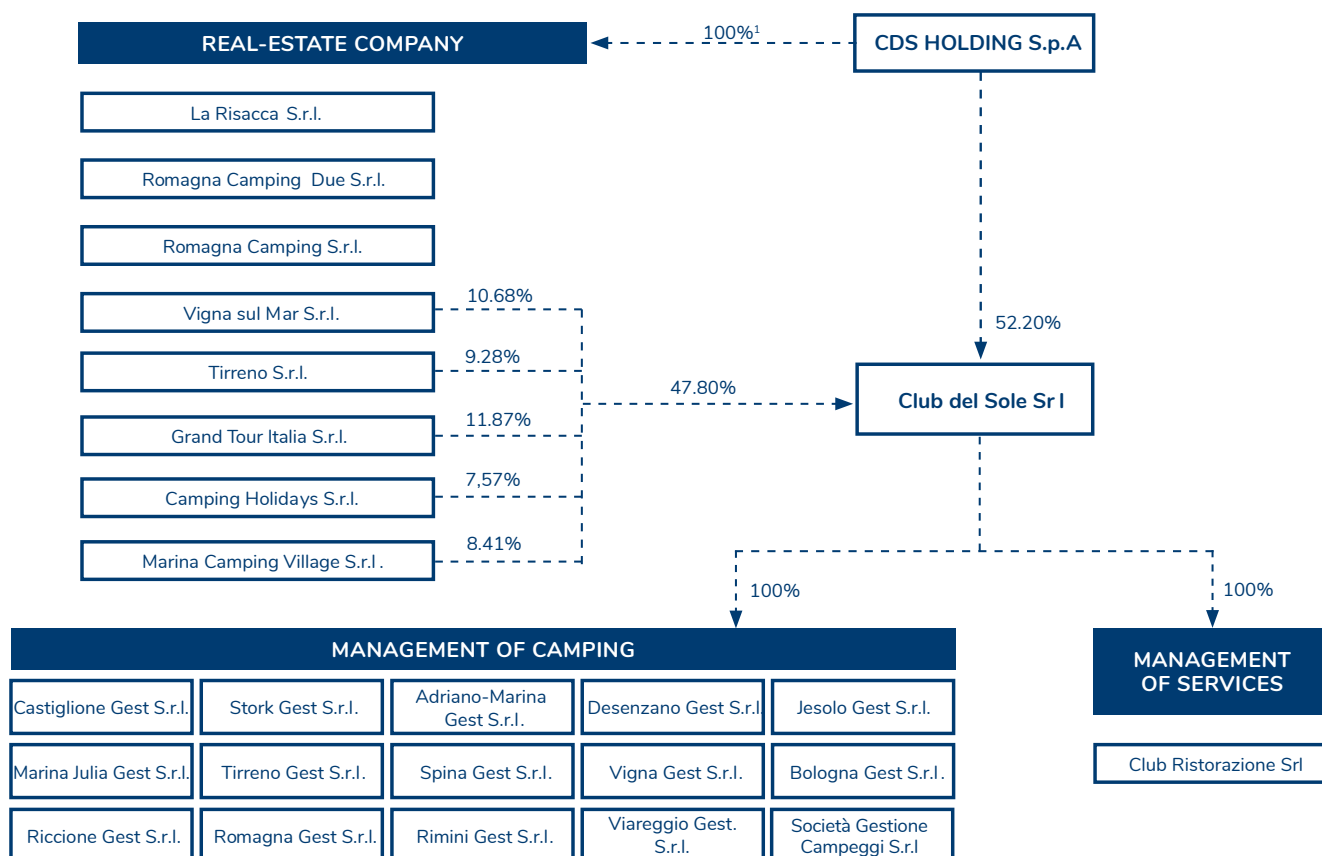 REAL-ESTATE COMPANY
100%¹
CDS HOLDING S.p.A
La Risacca S.r.l.
Romagna Camping Due S.r.l.
Romagna Camping S.r.l.
Vigna sul Mar S.r.l.
10.68%
52.20%
Tirreno S.r.l.
9.28%
47.80%
Club del Sole Srl
Grand Tour Italia S.r.l.
11.87%
Camping Holidays S.r.l.
7,57%
Marina Camping Village S.r.l.
8.41%
100%
100%
MANAGEMENT OF CAMPING
MANAGEMENT
OF SERVICES
Castiglione Gest S.r.l.
Stork Gest S.r.l.
Adriano-Marina
Gest S.r.l.
Desenzano Gest S.r.l.
Jesolo Gest S.r.l.
Marina Julia Gest S.r.l.
Tirreno Gest S.r.l.
Spina Gest S.r.l.
Vigna Gest S.r.l.
Bologna Gest S.r.l.
Club Ristorazione Srl
Riccione Gest S.r.l.
Romagna Gest S.r.l.
Rimini Gest S.r.l.
Viareggio Gest.
S.r.l.
Società Gestione
Campeggi S.r.l